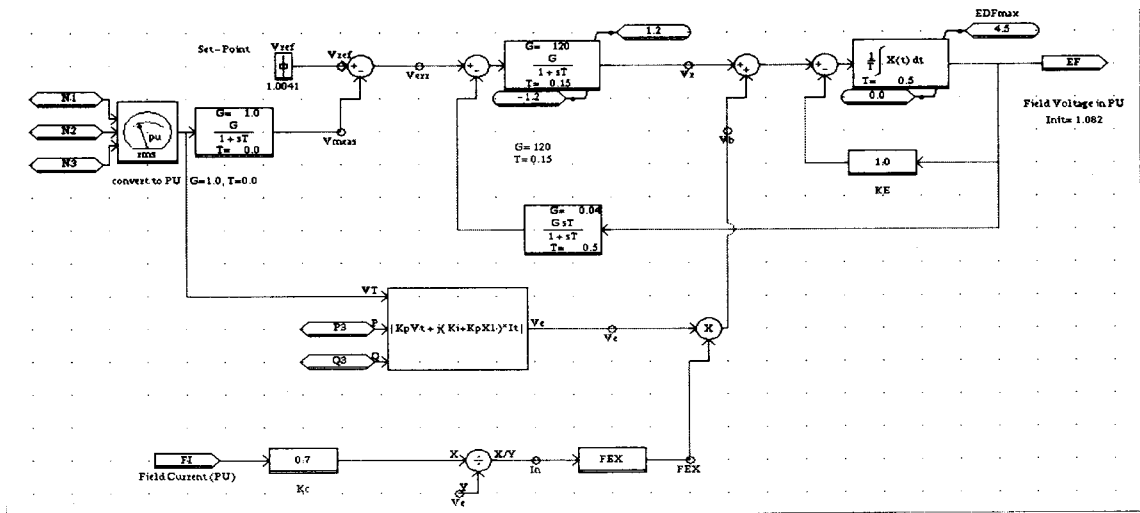 EDFmax
1.2
4.5
Set-Point
Vref
Vref
G= 120
G
1 + sT
T= 0.15
-1.2
1.0041
Verr
Vr
1/T ∫ X(t) dt
T= 0.5
0.0
EF
Field Voltage in PU
Init= 1.082
N1
N2
N3
pu
rms
G= 1.0
G
1 + sT
T= 0.0
Vmeas
Vb
G= 120
T= 0.15
1.0
KE
convert to PU G=1.0, T=0.0
G= 0.04
G sT
1 + sT
T= 0.5
VT
P3
P
|KpVt + j(Ki+KpXl)*It|
Ve
Ve
X
Q3
Q
FI
0.7
X
÷
X/Y
In
FEX
FEX
Field Current (PU)
Kc
Y
Ve